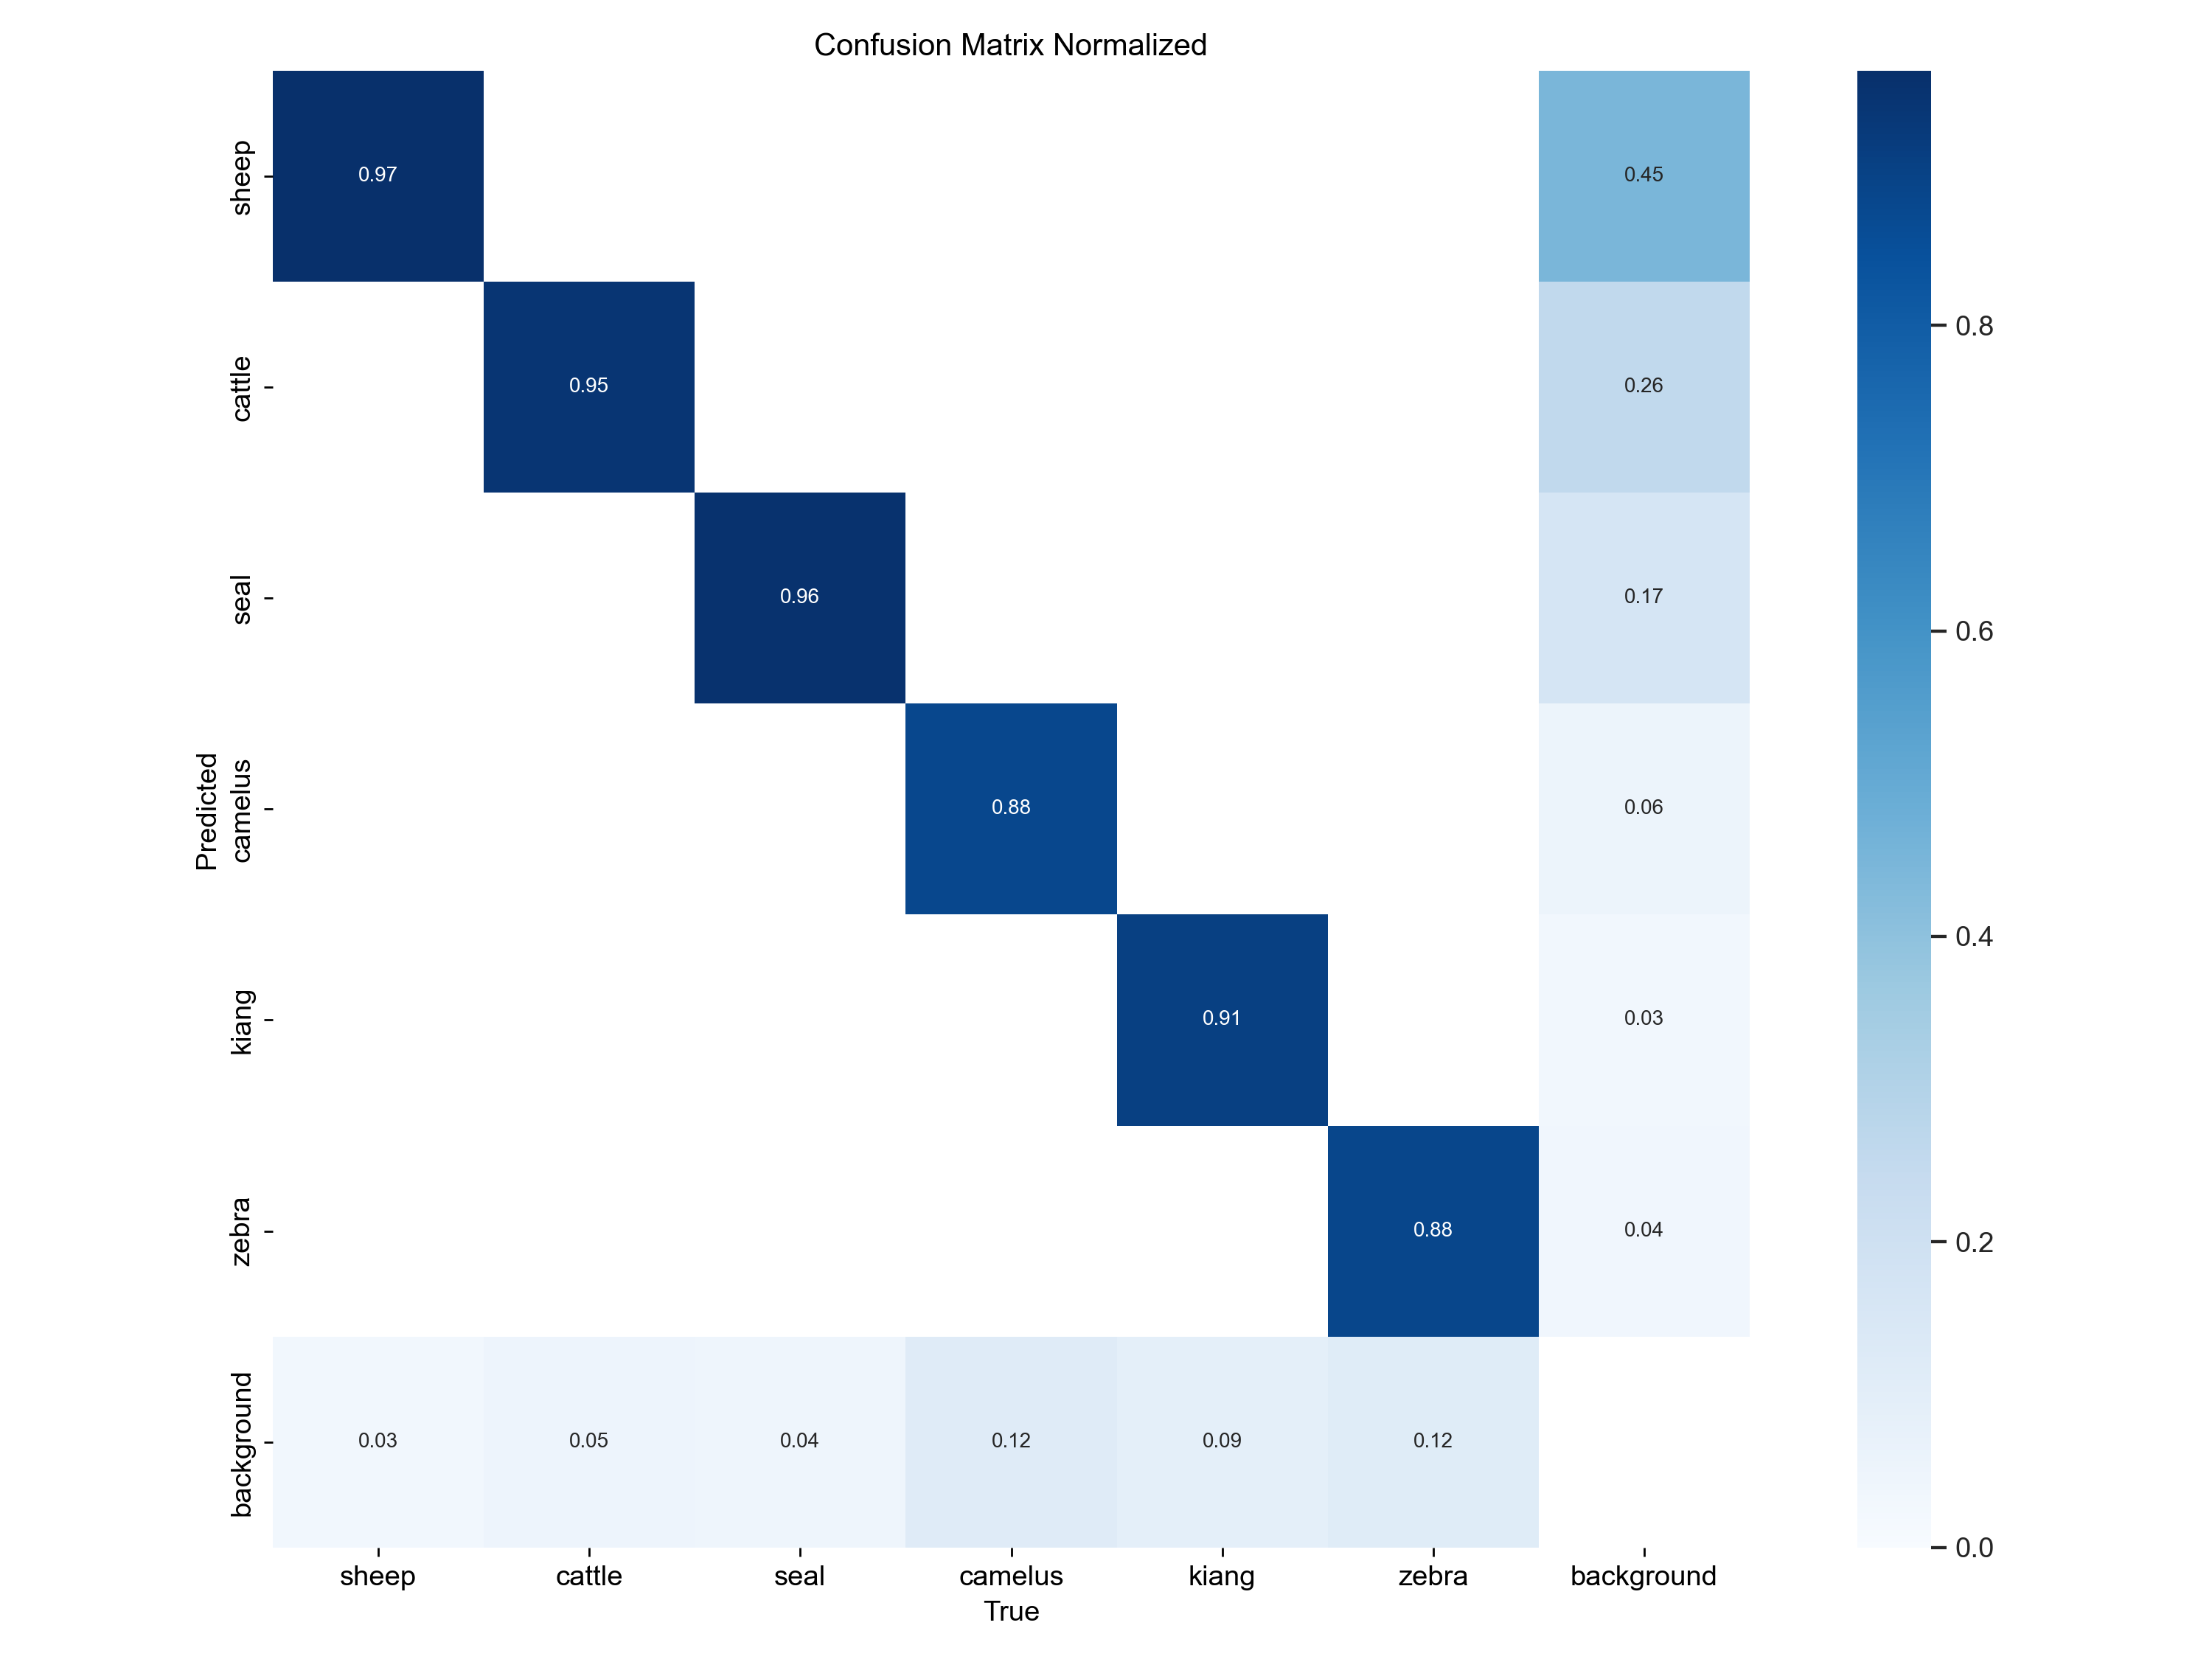 Confusion Matrix Normalized
sheep
0.97
0.45
cattle
0.95
0.26
0.8
seal
0.96
0.17
0.6
Predicted
camelus
0.88
0.06
0.4
kiang
0.91
0.03
zebra
0.88
0.04
0.2
background
0.03
0.05
0.04
0.12
0.09
0.12
0.0
sheep
cattle
seal
camelus
kiang
zebra
background
True